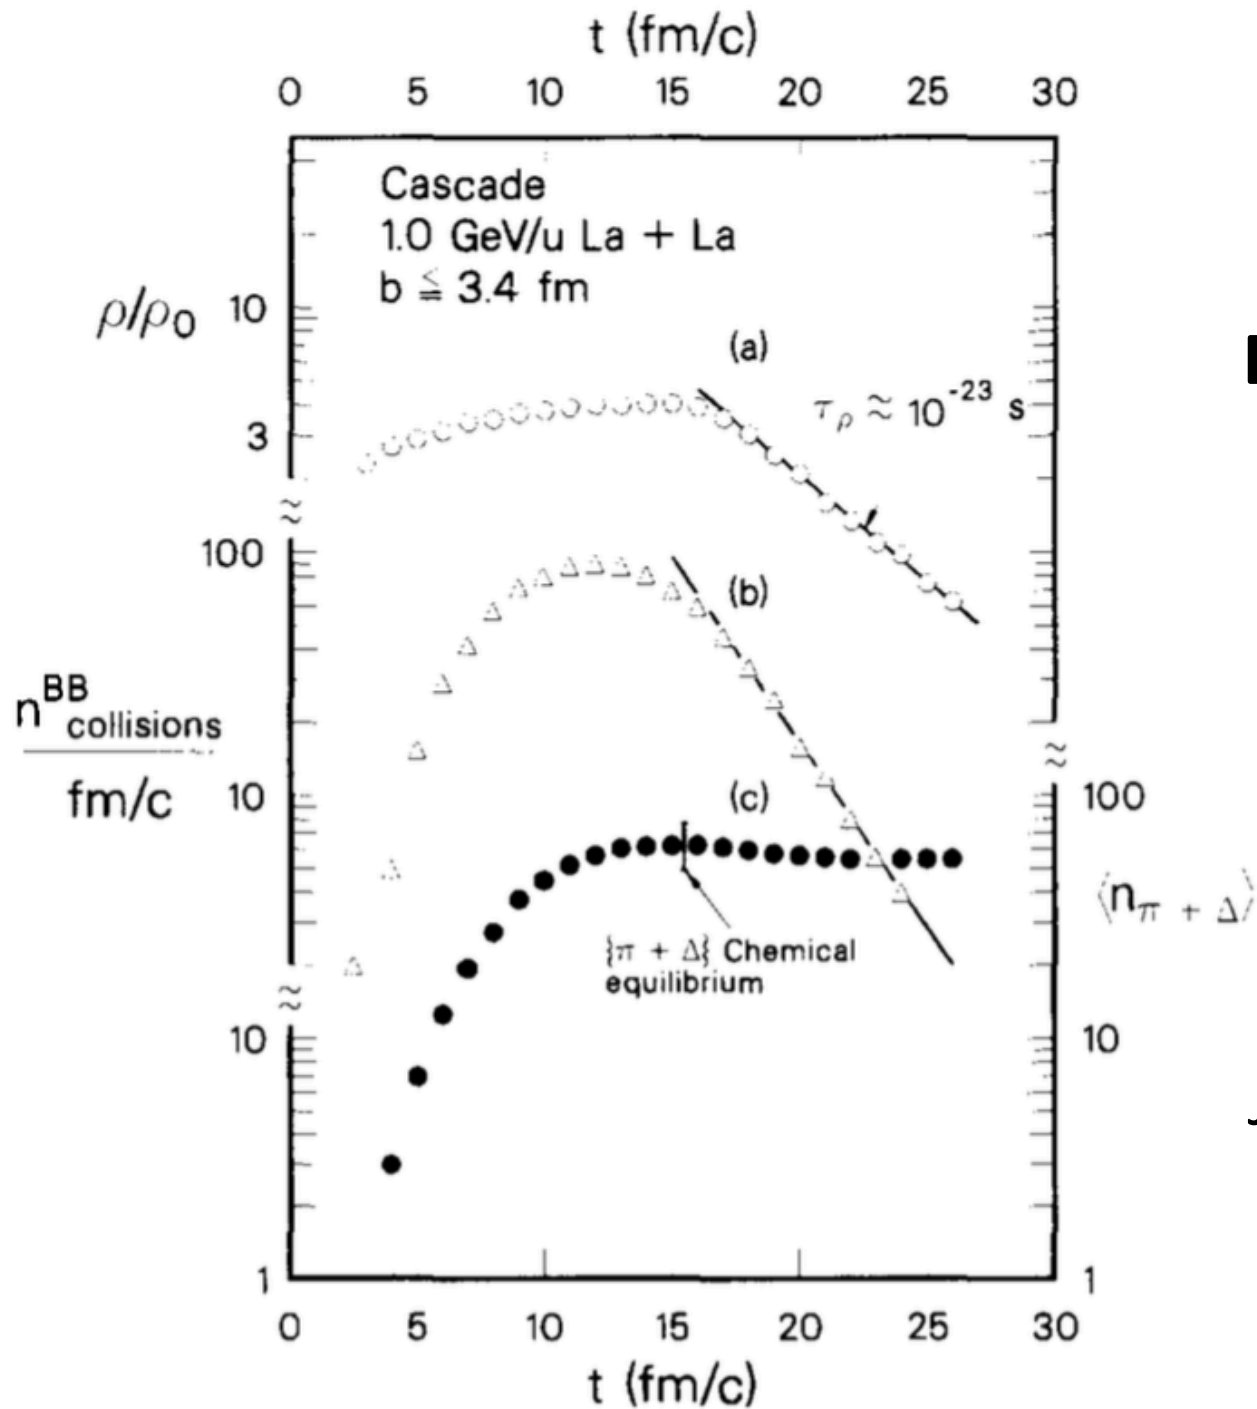 t (fm/c)
0 5 10 15 20 25 30
Cascade
1.0 GeV/u La + La
b ≦ 3.4 fm
ρ/ρ0 10
(a)
τρ ≈ 10^-23 s
3
≈
100
(b)
n^BB collisions
fm/c
≈
10
(c)
100
⟨nπ + Δ⟩
{π + Δ} Chemical
equilibrium
≈
10
10
1
1
0 5 10 15 20 25 30
t (fm/c)